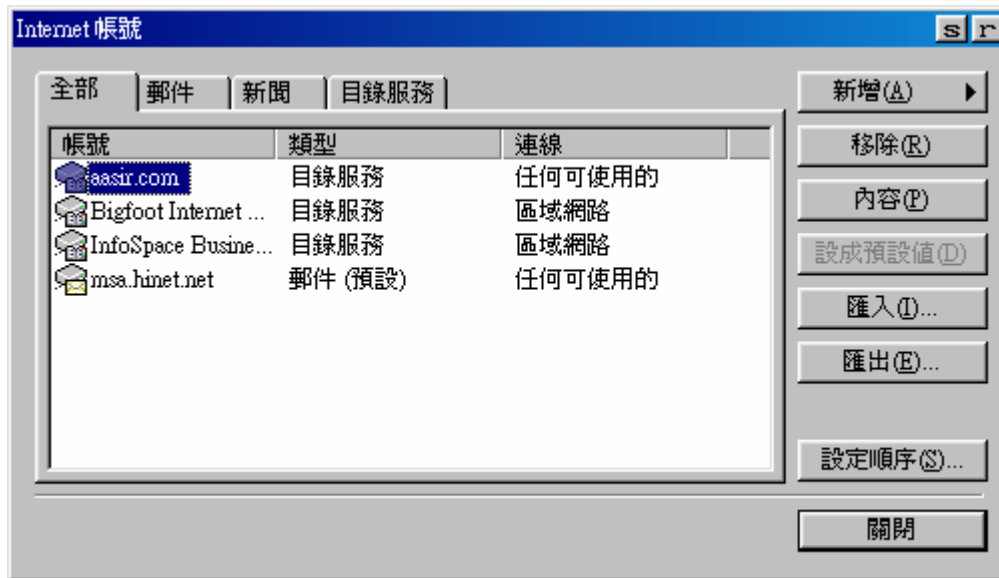 Internet 帳號
s r
全部 郵件 新聞 目錄服務
帳號 類型 連線
aasir.com 目錄服務 任何可使用的
Bigfoot Internet ... 目錄服務 區域網路
InfoSpace Busine... 目錄服務 區域網路
msa.hinet.net 郵件 (預設) 任何可使用的
新增(A)
移除(R)
內容(P)
設成預設值(D)
匯入(I)...
匯出(E)...
設定順序(S)...
關閉